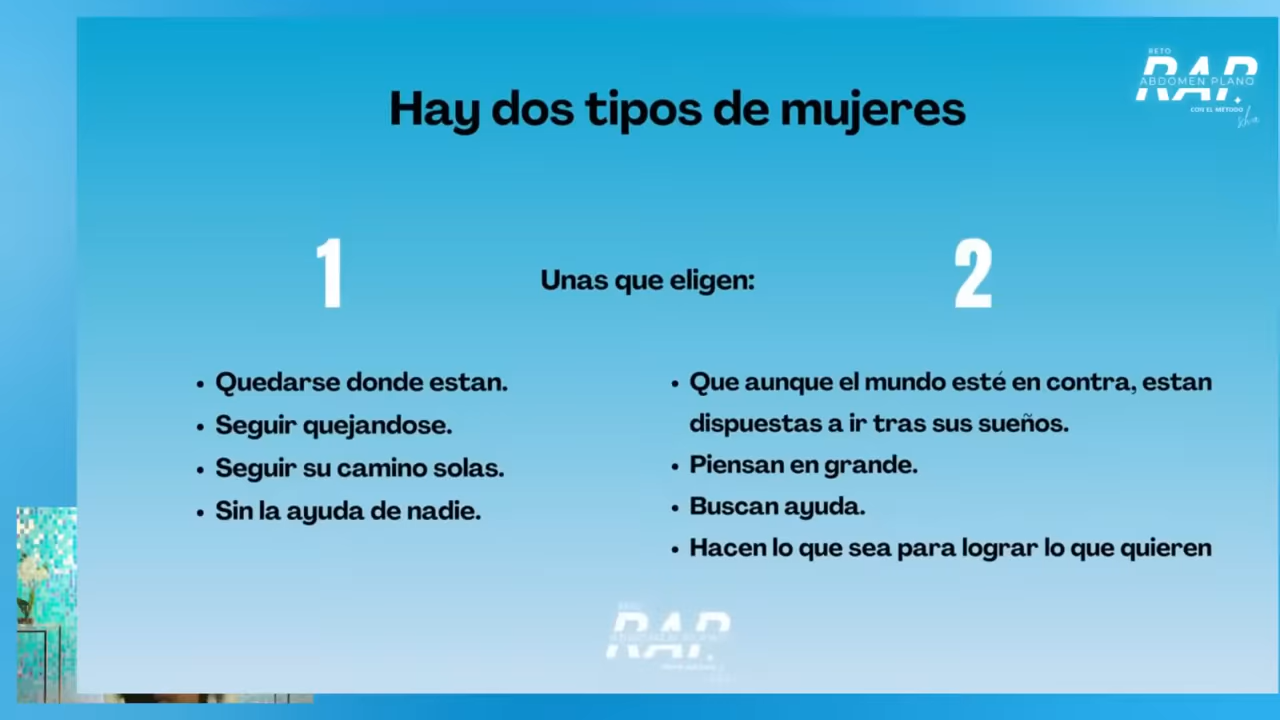 RETO
RAP.
ABDOMEN PLANO
CON EL METODO
Hay dos tipos de mujeres
1
Unas que eligen:
2
• Quedarse donde estan.
• Seguir quejandose.
• Seguir su camino solas.
• Sin la ayuda de nadie.
• Que aunque el mundo esté en contra, estan
dispuestas a ir tras sus sueños.
• Piensan en grande.
• Buscan ayuda.
• Hacen lo que sea para lograr lo que quieren
RAP.
ABDOMEN PLANO